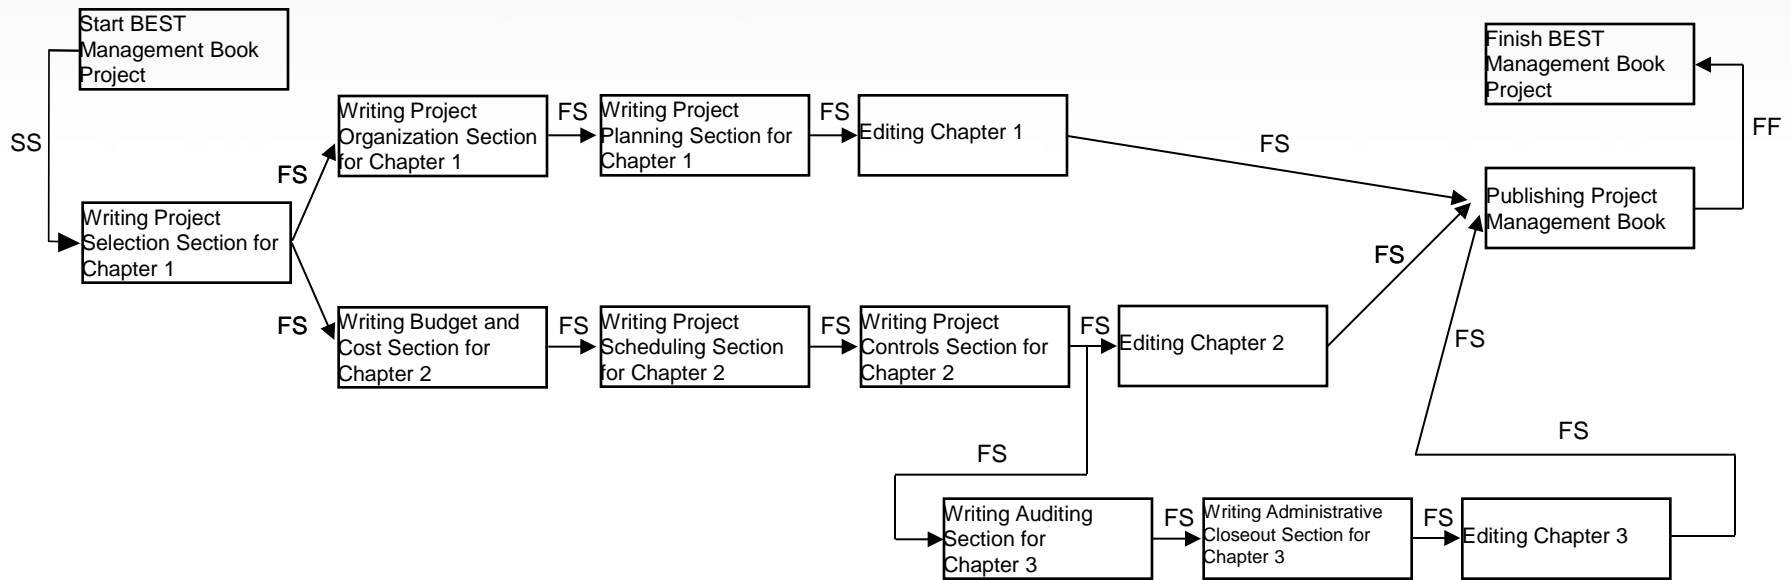 Start BEST
Management Book
Project
SS
Writing Project
Selection Section for
Chapter 1
FS
FS
Writing Project
Organization Section
for Chapter 1
FS
Writing Project
Planning Section for
Chapter 1
FS
Editing Chapter 1
FS
Writing Budget and
Cost Section for
Chapter 2
FS
Writing Project
Scheduling Section
for Chapter 2
FS
Writing Project
Controls Section for
Chapter 2
FS
Editing Chapter 2
FS
FS
Writing Auditing
Section for
Chapter 3
FS
Writing Administrative
Closeout Section for
Chapter 3
FS
Editing Chapter 3
FS
FS
Publishing Project
Management Book
FF
Finish BEST
Management Book
Project